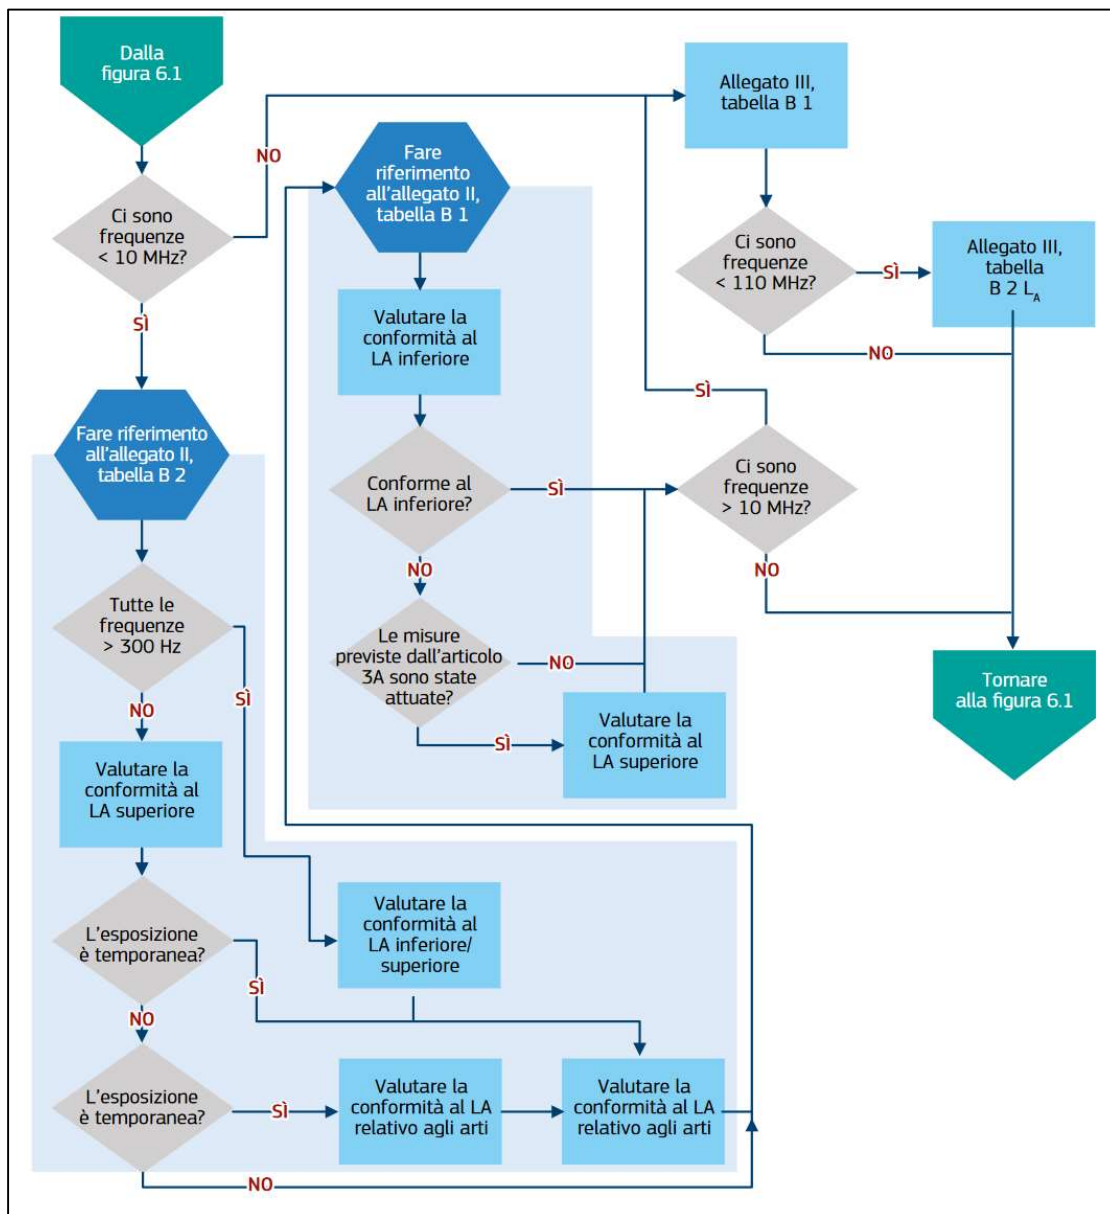 Dalla
figura 6.1
Ci sono
frequenze
< 10 MHz?
NO
SÌ
Fare riferimento
all'allegato II,
tabella B 2
Tutte le
frequenze
> 300 Hz
NO
SÌ
Valutare la
conformità al
LA superiore
L'esposizione
è temporanea?
SÌ
NO
L'esposizione
è temporanea?
SÌ
NO
Valutare la
conformità al
LA inferiore/
superiore
Valutare la
conformità al LA
relativo agli arti
Valutare la
conformità al LA
relativo agli arti
Fare
riferimento
all'allegato II,
tabella B 1
Valutare la
conformità al
LA inferiore
Conforme al
LA inferiore?
SÌ
NO
Le misure
previste dall'articolo
3A sono state
attuate?
NO
SÌ
Valutare la
conformità al
LA superiore
Ci sono
frequenze
> 10 MHz?
SÌ
NO
Allegato III,
tabella B 1
Ci sono
frequenze
< 110 MHz?
SÌ
NO
Allegato III,
tabella
B 2 LA
Tornare
alla figura 6.1